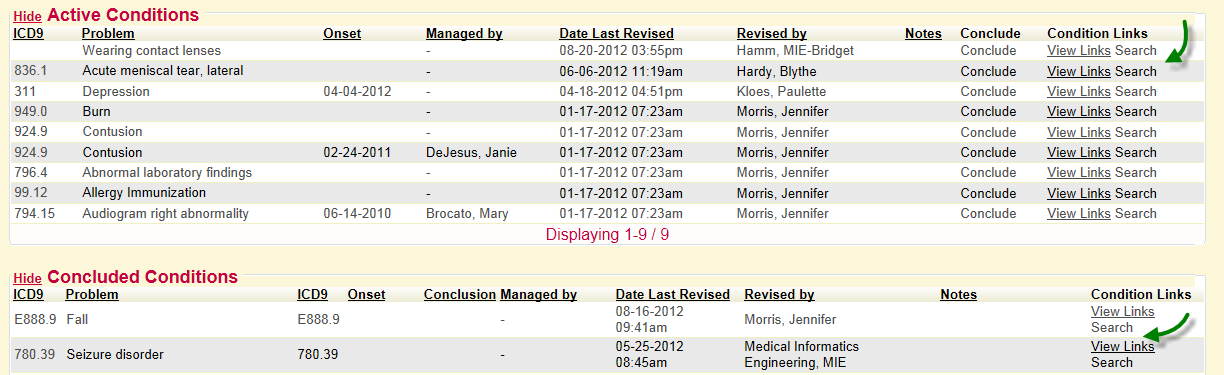 Hide Active Conditions
ICD9 Problem Onset Managed by Date Last Revised Revised by Notes Conclude Condition Links
Wearing contact lenses - 08-20-2012 03:55pm Hamm, MIE-Bridget Conclude View Links Search
836.1 Acute meniscal tear, lateral - 06-06-2012 11:19am Hardy, Blythe Conclude View Links Search
311 Depression 04-04-2012 - 04-18-2012 04:51pm Kloes, Paulette Conclude View Links Search
949.0 Burn - 01-17-2012 07:23am Morris, Jennifer Conclude View Links Search
924.9 Contusion - 01-17-2012 07:23am Morris, Jennifer Conclude View Links Search
924.9 Contusion 02-24-2011 DeJesus, Janie 01-17-2012 07:23am Morris, Jennifer Conclude View Links Search
796.4 Abnormal laboratory findings - 01-17-2012 07:23am Morris, Jennifer Conclude View Links Search
99.12 Allergy Immunization - 01-17-2012 07:23am Morris, Jennifer Conclude View Links Search
794.15 Audiogram right abnormality 06-14-2010 Brocato, Mary 01-17-2012 07:23am Morris, Jennifer Conclude View Links Search
Displaying 1-9 / 9
Hide Concluded Conditions
ICD9 Problem ICD9 Onset Conclusion Managed by Date Last Revised Revised by Notes Condition Links
E888.9 Fall E888.9 - 08-16-2012 Morris, Jennifer View Links
09:41am Search
780.39 Seizure disorder 780.39 - 05-25-2012 Medical Informatics View Links
08:45am Engineering, MIE Search